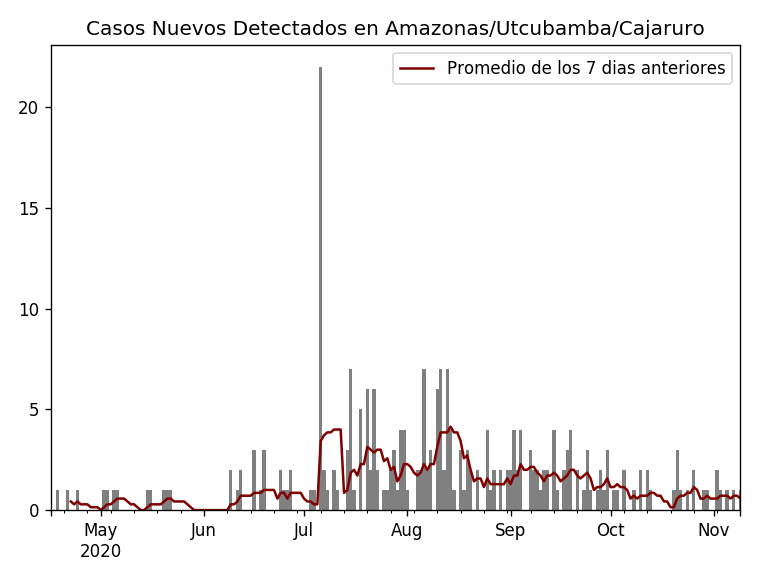 Casos Nuevos Detectados en Amazonas/Utcubamba/Cajaruro
Promedio de los 7 dias anteriores
20
15
10
5
0
May Jun Jul Aug Sep Oct Nov
2020